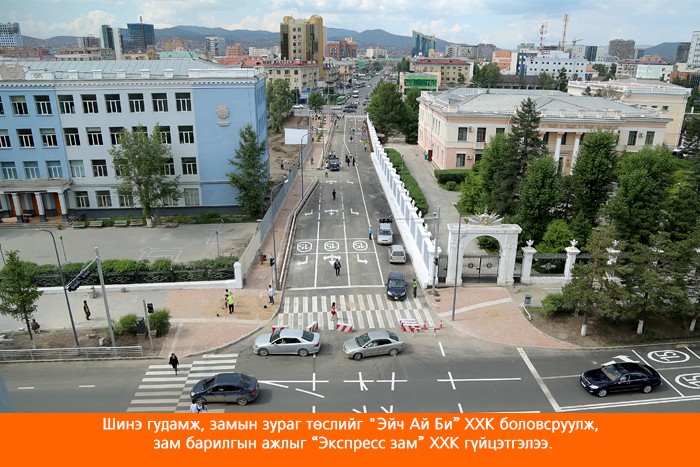 Шинэ гудамж, замын зураг төслийг "Эйч Ай Би” ХХК боловсруулж,
зам барилгын ажлыг “Экспресс зам” ХХК гүйцэтгэлээ.